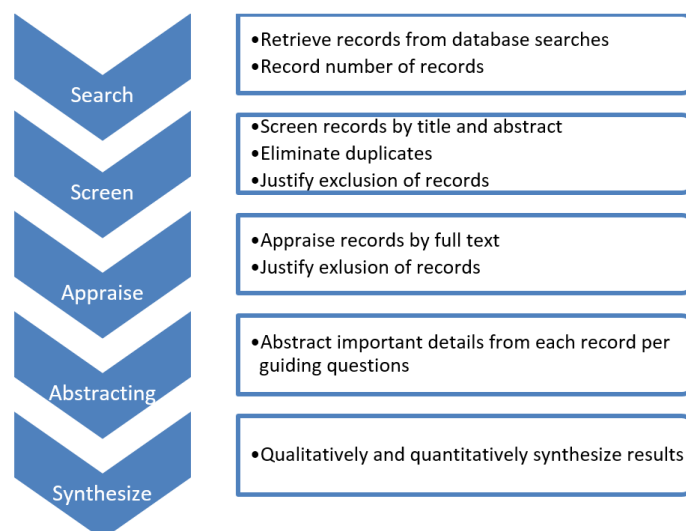 Search
•Retrieve records from database searches
•Record number of records
Screen
•Screen records by title and abstract
•Eliminate duplicates
•Justify exclusion of records
Appraise
•Appraise records by full text
•Justify exlusion of records
Abstracting
•Abstract important details from each record per
guiding questions
Synthesize
•Qualitatively and quantitatively synthesize results